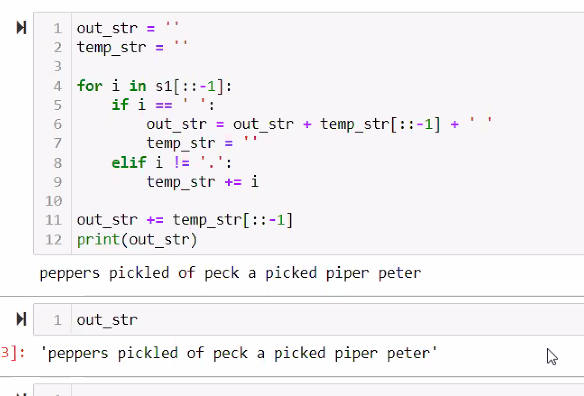 1 out_str = ''
2 temp_str = ''
3
4 for i in s1[::-1]:
5     if i == ' ':
6         out_str = out_str + temp_str[::-1] + ' '
7         temp_str = ''
8     elif i != '.':
9         temp_str += i
10
11 out_str += temp_str[::-1]
12 print(out_str)
peppers pickled of peck a picked piper peter
1 out_str
3]: 'peppers pickled of peck a picked piper peter'